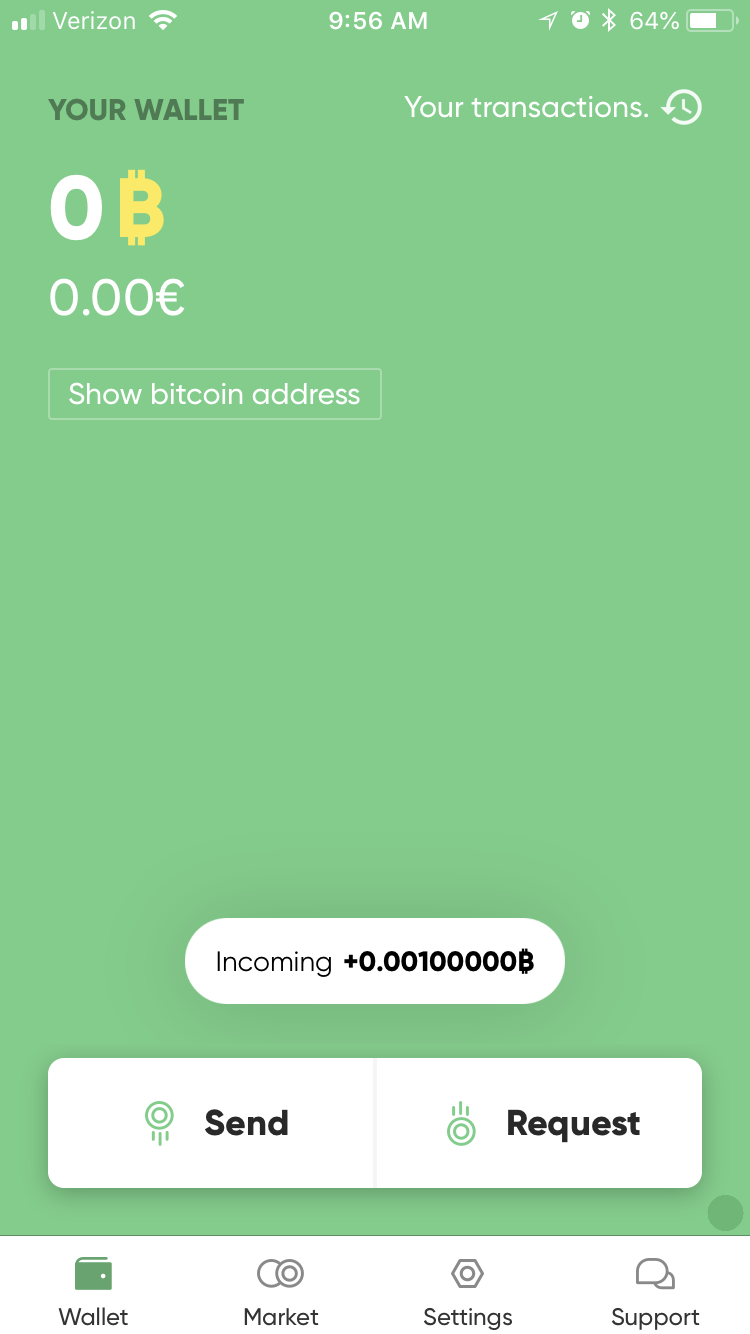 Verizon 9:56 AM 64%
YOUR WALLET Your transactions.
0 ₿
0.00€
Show bitcoin address
Incoming +0.00100000₿
Send Request
Wallet Market Settings Support